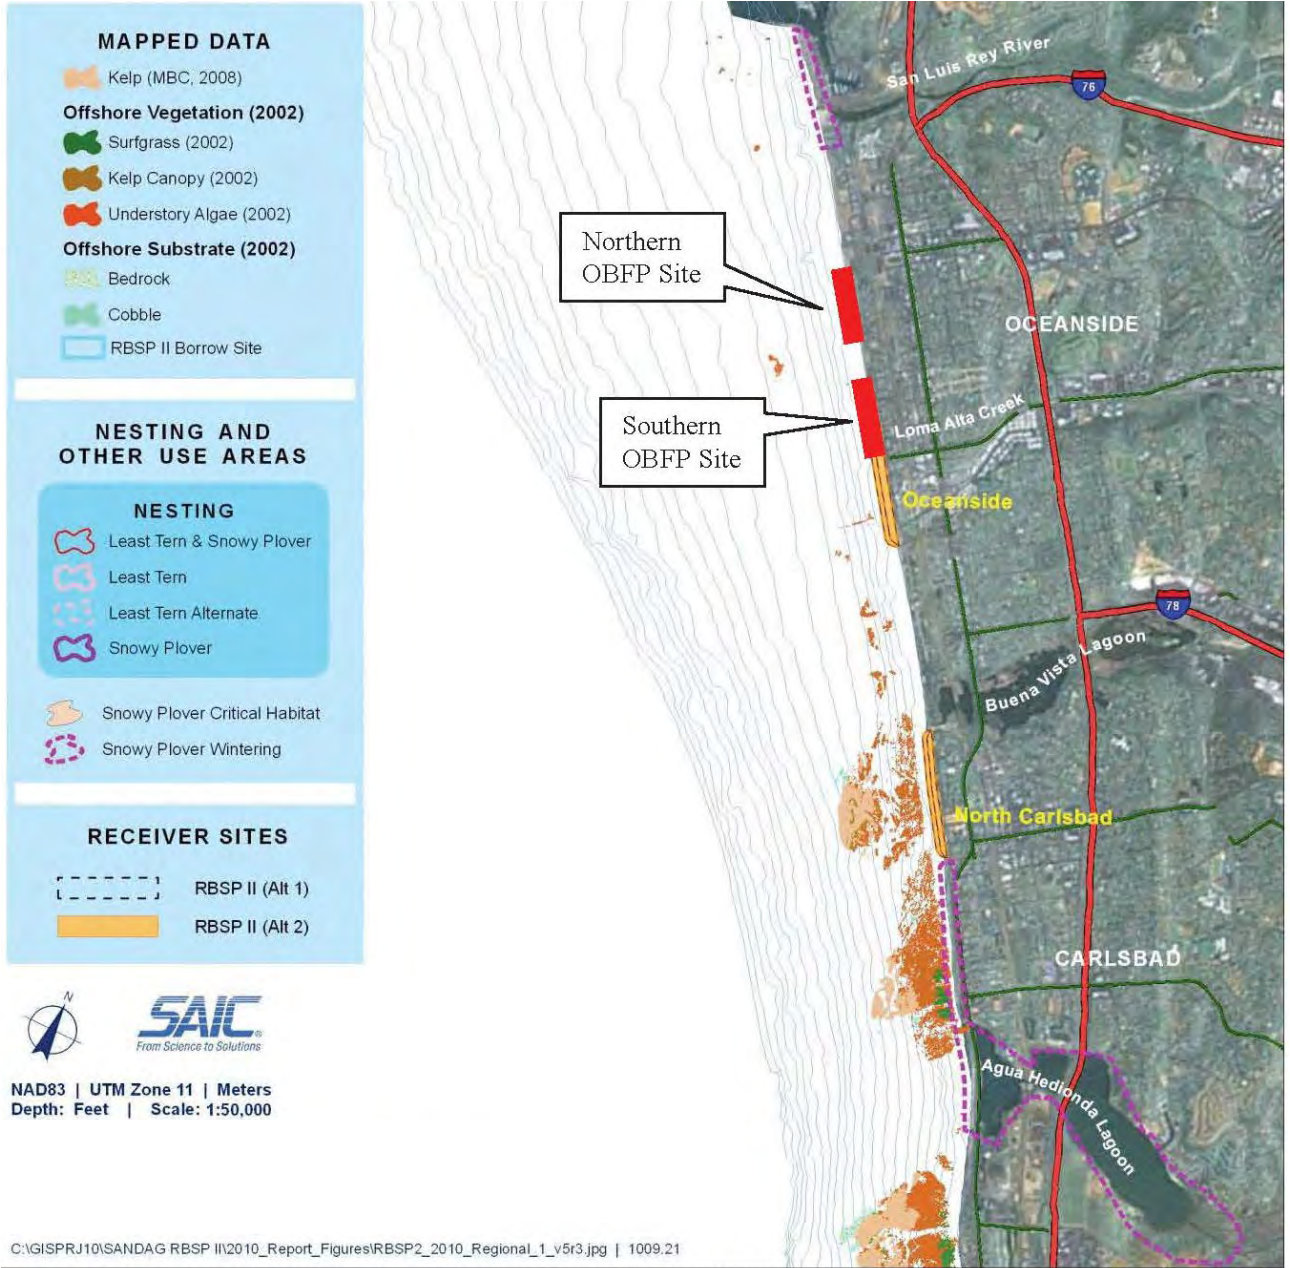 MAPPED DATA
Kelp (MBC, 2008)
Offshore Vegetation (2002)
Surfgrass (2002)
Kelp Canopy (2002)
Understory Algae (2002)
Offshore Substrate (2002)
Bedrock
Cobble
RBSP II Borrow Site
NESTING AND
OTHER USE AREAS
NESTING
Least Tern & Snowy Plover
Least Tern
Least Tern Alternate
Snowy Plover
Snowy Plover Critical Habitat
Snowy Plover Wintering
RECEIVER SITES
RBSP II (Alt 1)
RBSP II (Alt 2)
N
SAIC®
From Science to Solutions
NAD83 | UTM Zone 11 | Meters
Depth: Feet | Scale: 1:50,000
C:\GISPRJ10\SANDAG RBSP II\2010_Report_Figures\RBSP2_2010_Regional_1_v5r3.jpg | 1009.21
San Luis Rey River
76
Northern
OBFP Site
OCEANSIDE
Loma Alta Creek
Southern
OBFP Site
Oceanside
78
Buena Vista Lagoon
North Carlsbad
CARLSBAD
Agua Hedionda Lagoon